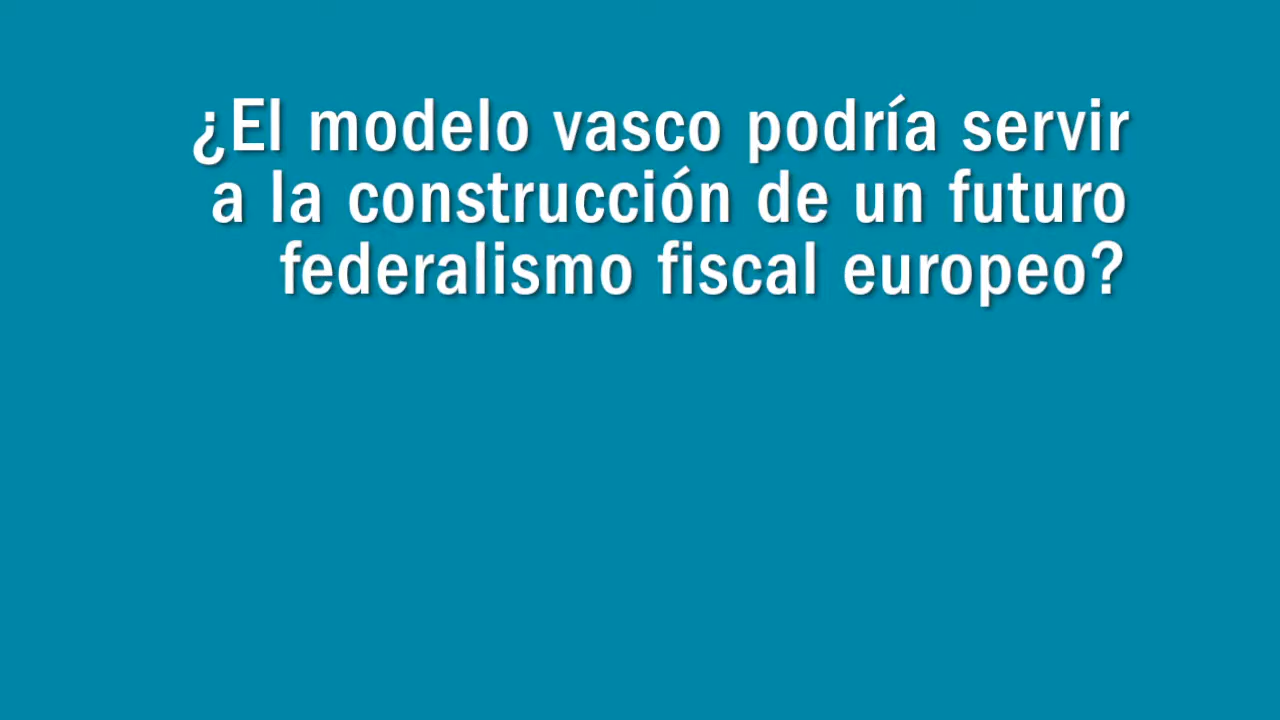 ¿El modelo vasco podría servir
a la construcción de un futuro
federalismo fiscal europeo?